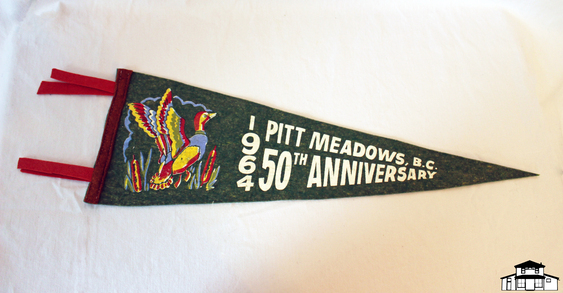 1964
PITT MEADOWS, B.C.
50TH ANNIVERSARY